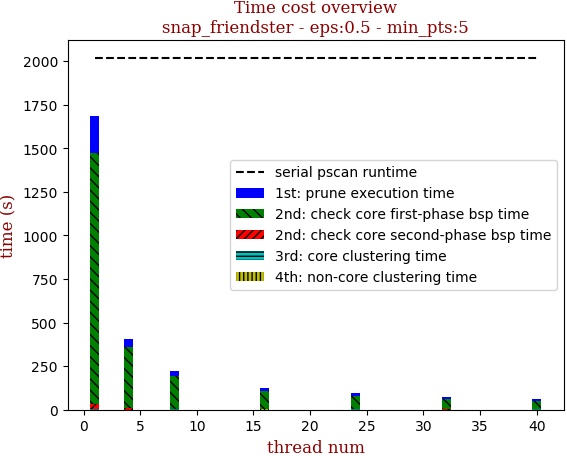 Time cost overview
snap_friendster - eps:0.5 - min_pts:5
2000
1750
1500
1250
1000
750
500
250
0
time (s)
serial pscan runtime
1st: prune execution time
2nd: check core first-phase bsp time
2nd: check core second-phase bsp time
3rd: core clustering time
4th: non-core clustering time
0 5 10 15 20 25 30 35 40
thread num